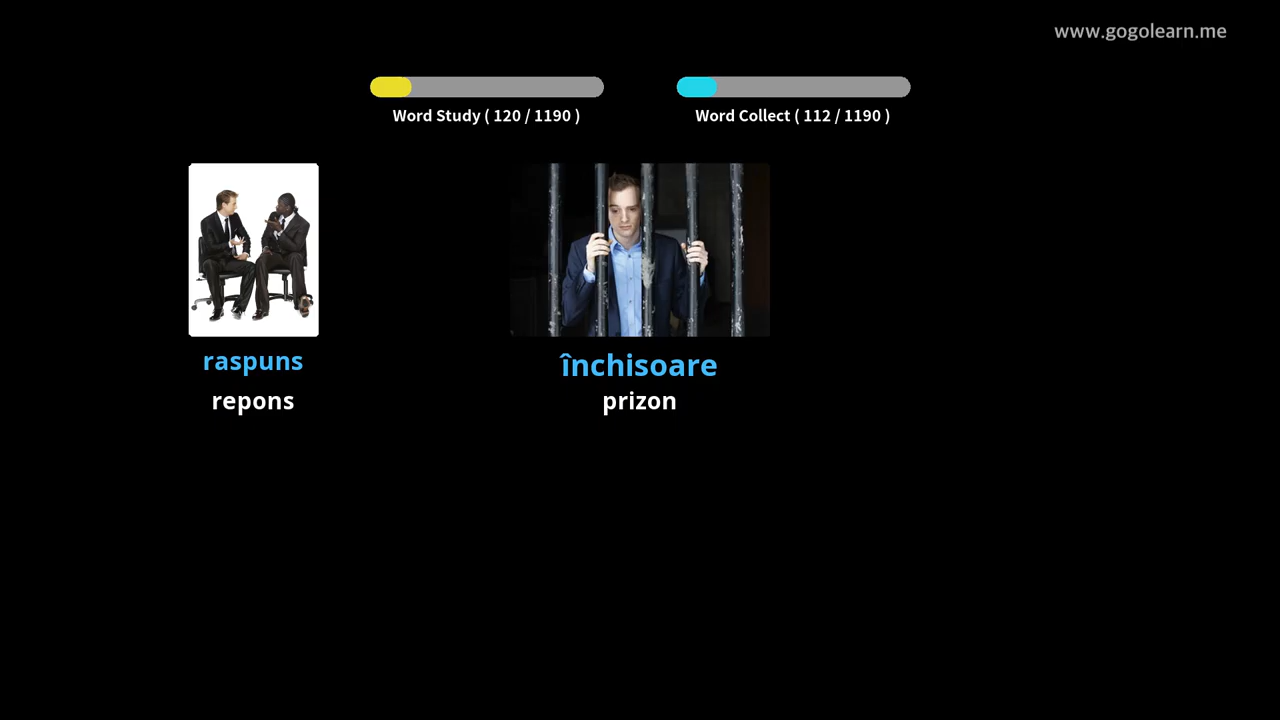 www.gogolearn.me
Word Study ( 120 / 1190 )
Word Collect ( 112 / 1190 )
raspuns
repons
închisoare
prizon